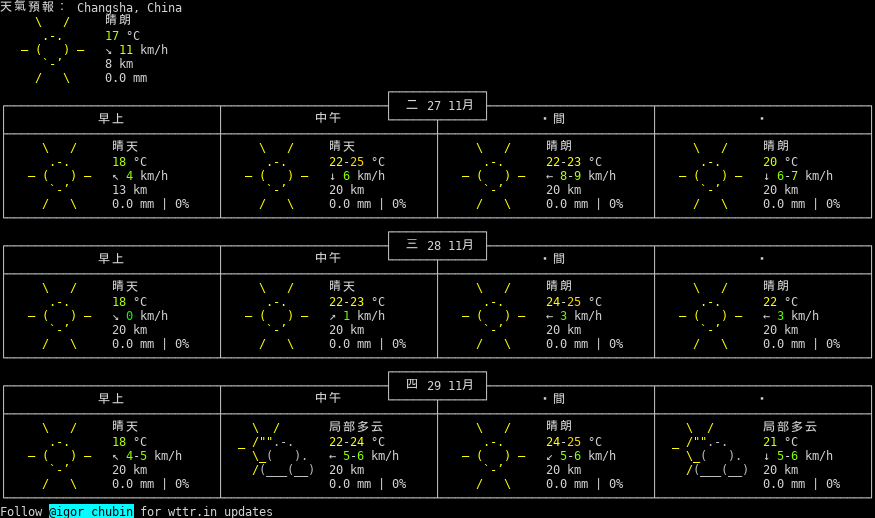 天氣預報： Changsha, China
晴朗
17 °C
↘ 11 km/h
8 km
0.0 mm
二 27 11月
早上 中午 ・間 ・
晴天 晴天 晴朗 晴朗
18 °C 22-25 °C 22-23 °C 20 °C
↖ 4 km/h ↓ 6 km/h ← 8-9 km/h ↓ 6-7 km/h
13 km 20 km 20 km 20 km
0.0 mm | 0% 0.0 mm | 0% 0.0 mm | 0% 0.0 mm | 0%
三 28 11月
早上 中午 ・間 ・
晴天 晴天 晴朗 晴朗
18 °C 22-23 °C 24-25 °C 22 °C
↘ 0 km/h ↗ 1 km/h ← 3 km/h ← 3 km/h
20 km 20 km 20 km 20 km
0.0 mm | 0% 0.0 mm | 0% 0.0 mm | 0% 0.0 mm | 0%
四 29 11月
早上 中午 ・間 ・
晴天 局部多云 晴朗 局部多云
18 °C 22-24 °C 24-25 °C 21 °C
↖ 4-5 km/h ← 5-6 km/h ↙ 5-6 km/h ↓ 5-6 km/h
20 km 20 km 20 km 20 km
0.0 mm | 0% 0.0 mm | 0% 0.0 mm | 0% 0.0 mm | 0%
Follow @igor_chubin for wttr.in updates